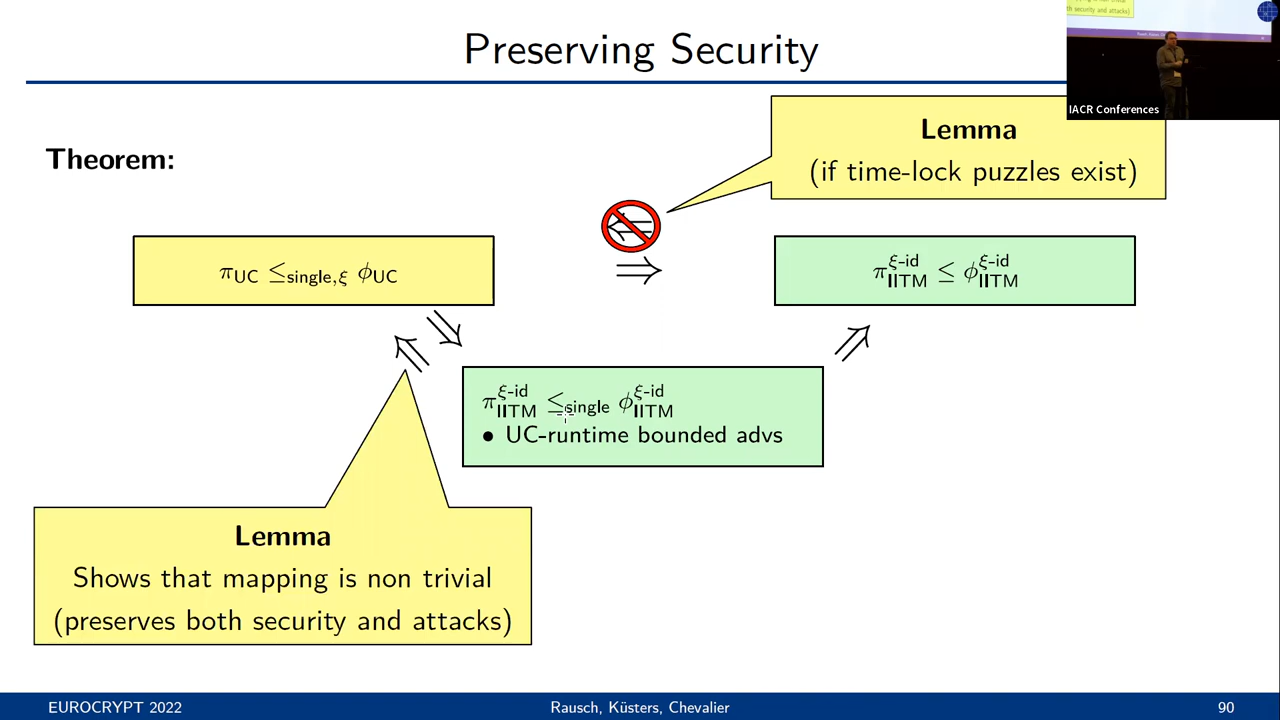 Preserving Security
IACR Conferences
Theorem:
Lemma
(if time-lock puzzles exist)
π_UC ≤_single,ξ ϕ_UC
⇒
π_IITM^ξ-id ≤ ϕ_IITM^ξ-id
π_IITM^ξ-id ≤_single ϕ_IITM^ξ-id
• UC-runtime bounded advs
Lemma
Shows that mapping is non trivial
(preserves both security and attacks)
EUROCRYPT 2022
Rausch, Küsters, Chevalier
90